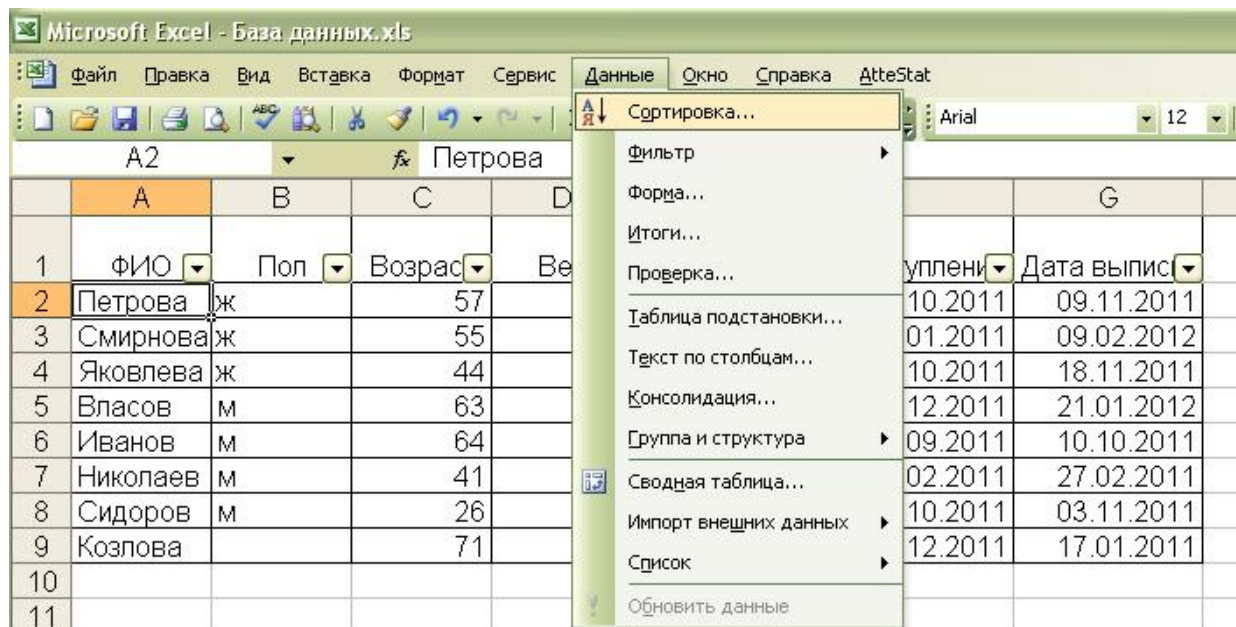 Microsoft Excel - База данных.xls
Файл Правка Вид Вставка Формат Сервис Данные Окно Справка AtteStat
Arial 12
A2 fx Петрова
Сортировка...
Фильтр
Форма...
Итоги...
Проверка...
Таблица подстановки...
Текст по столбцам...
Консолидация...
Группа и структура
Сводная таблица...
Импорт внешних данных
Список
Обновить данные
A B C D G
1 ФИО Пол Возрас Ве уплени Дата выпис
2 Петрова ж 57 10.2011 09.11.2011
3 Смирнова ж 55 01.2011 09.02.2012
4 Яковлева ж 44 10.2011 18.11.2011
5 Власов м 63 12.2011 21.01.2012
6 Иванов м 64 09.2011 10.10.2011
7 Николаев м 41 02.2011 27.02.2011
8 Сидоров м 26 10.2011 03.11.2011
9 Козлова 71 12.2011 17.01.2011
10
11